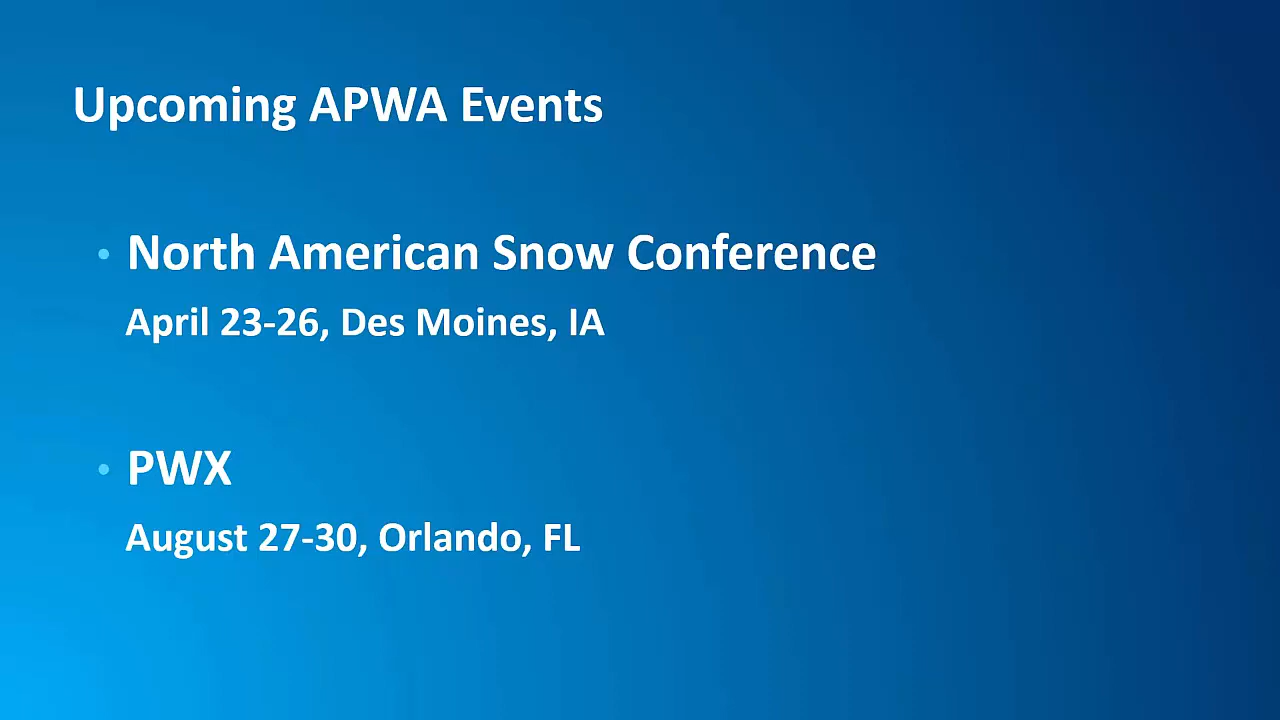 Upcoming APWA Events
• North American Snow Conference
April 23-26, Des Moines, IA
• PWX
August 27-30, Orlando, FL